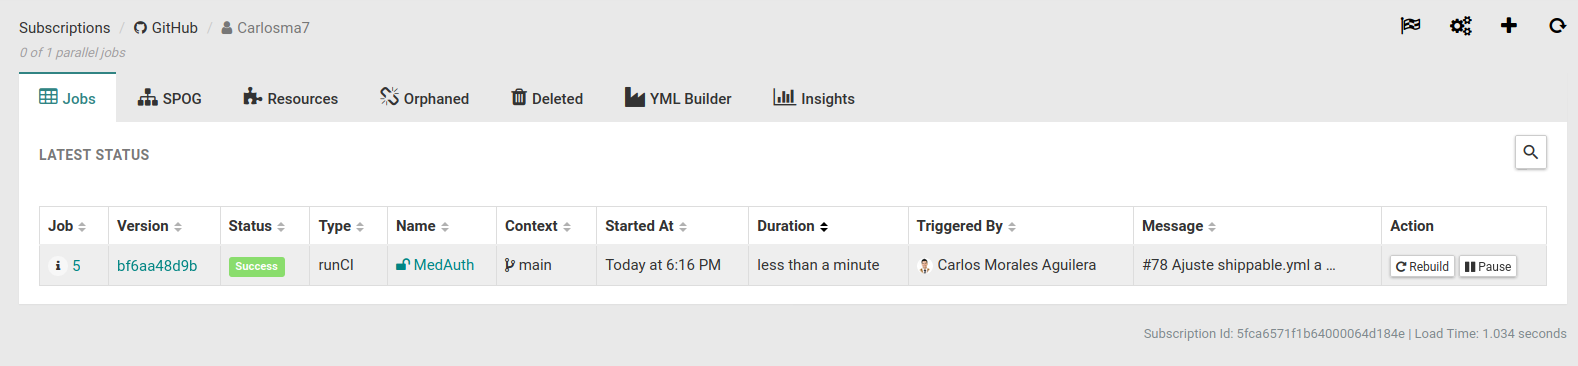 Subscriptions / GitHub / Carlosma7
0 of 1 parallel jobs
Jobs SPOG Resources Orphaned Deleted YML Builder Insights
LATEST STATUS
Job Version Status Type Name Context Started At Duration Triggered By Message Action
5 bf6aa48d9b Success runCI MedAuth main Today at 6:16 PM less than a minute Carlos Morales Aguilera #78 Ajuste shippable.yml a ... Rebuild Pause
Subscription Id: 5fca6571f1b64000064d184e | Load Time: 1.034 seconds